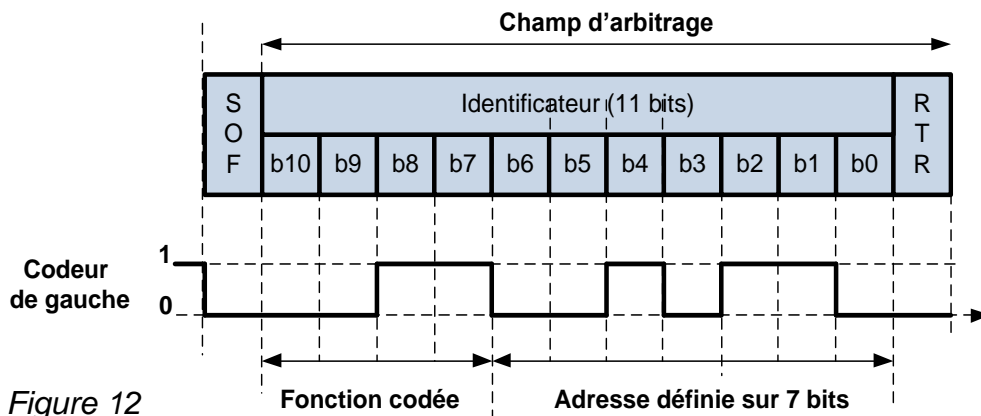 Champ d'arbitrage
S O F
Identificateur (11 bits)
R T R
b10 b9 b8 b7 b6 b5 b4 b3 b2 b1 b0
1
Codeur
de gauche
0
Fonction codée
Adresse définie sur 7 bits
Figure 12